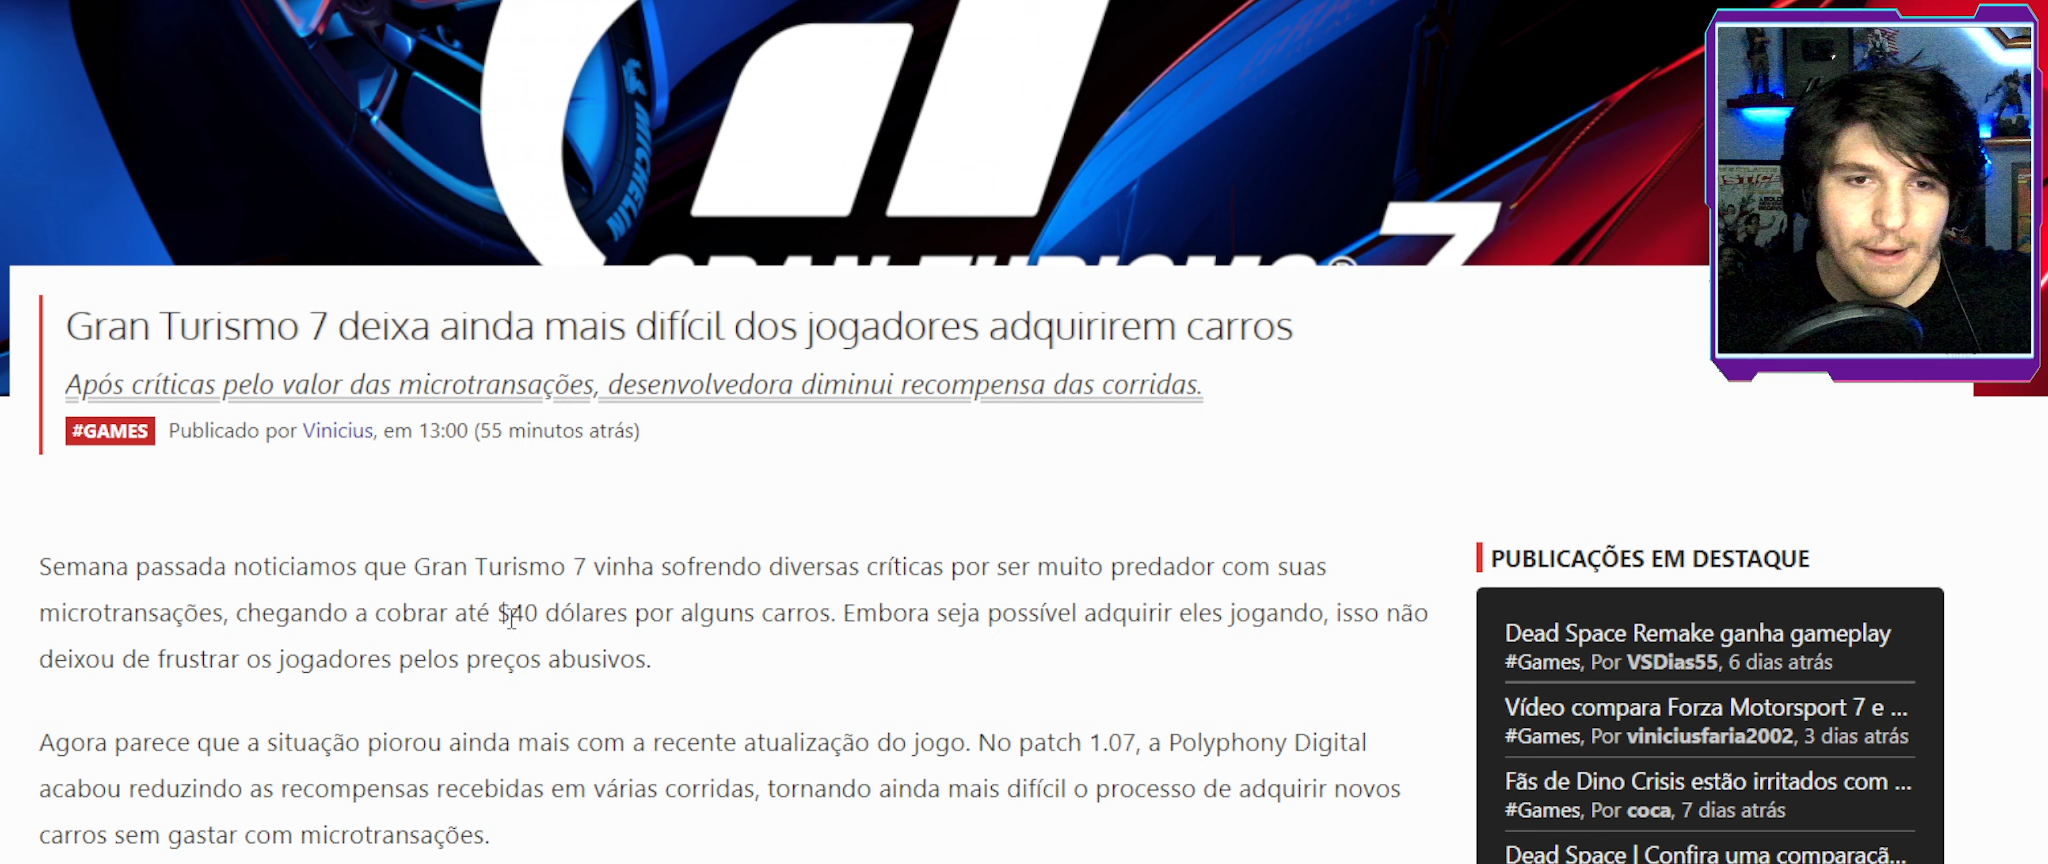 MICHELIN
GRAN TURISMO® 7
Gran Turismo 7 deixa ainda mais difícil dos jogadores adquirirem carros
Após críticas pelo valor das microtransações, desenvolvedora diminui recompensa das corridas.
#GAMES Publicado por Vinicius, em 13:00 (55 minutos atrás)
Semana passada noticiamos que Gran Turismo 7 vinha sofrendo diversas críticas por ser muito predador com suas
microtransações, chegando a cobrar até $40 dólares por alguns carros. Embora seja possível adquirir eles jogando, isso não
deixou de frustrar os jogadores pelos preços abusivos.
Agora parece que a situação piorou ainda mais com a recente atualização do jogo. No patch 1.07, a Polyphony Digital
acabou reduzindo as recompensas recebidas em várias corridas, tornando ainda mais difícil o processo de adquirir novos
carros sem gastar com microtransações.
PUBLICAÇÕES EM DESTAQUE
Dead Space Remake ganha gameplay
#Games, Por VSDias55, 6 dias atrás
Vídeo compara Forza Motorsport 7 e ...
#Games, Por viniciusfaria2002, 3 dias atrás
Fãs de Dino Crisis estão irritados com ...
#Games, Por coca, 7 dias atrás
Dead Space | Confira uma comparaçã...